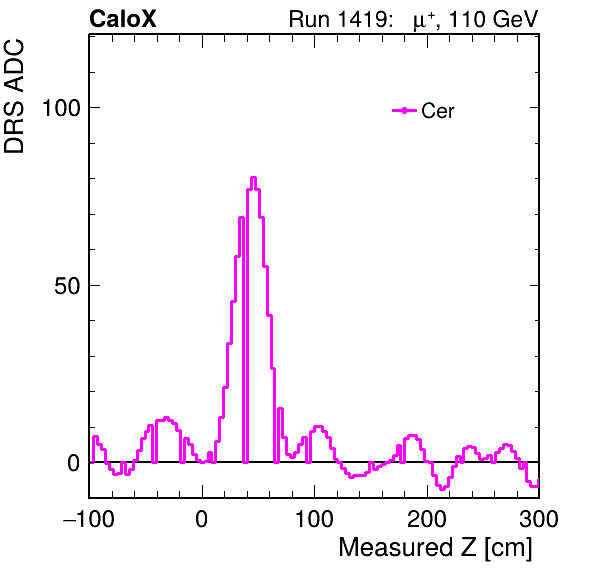 CaloX Run 1419: μ⁺, 110 GeV
DRS ADC
100
Cer
50
0
−100 0 100 200 300
Measured Z [cm]